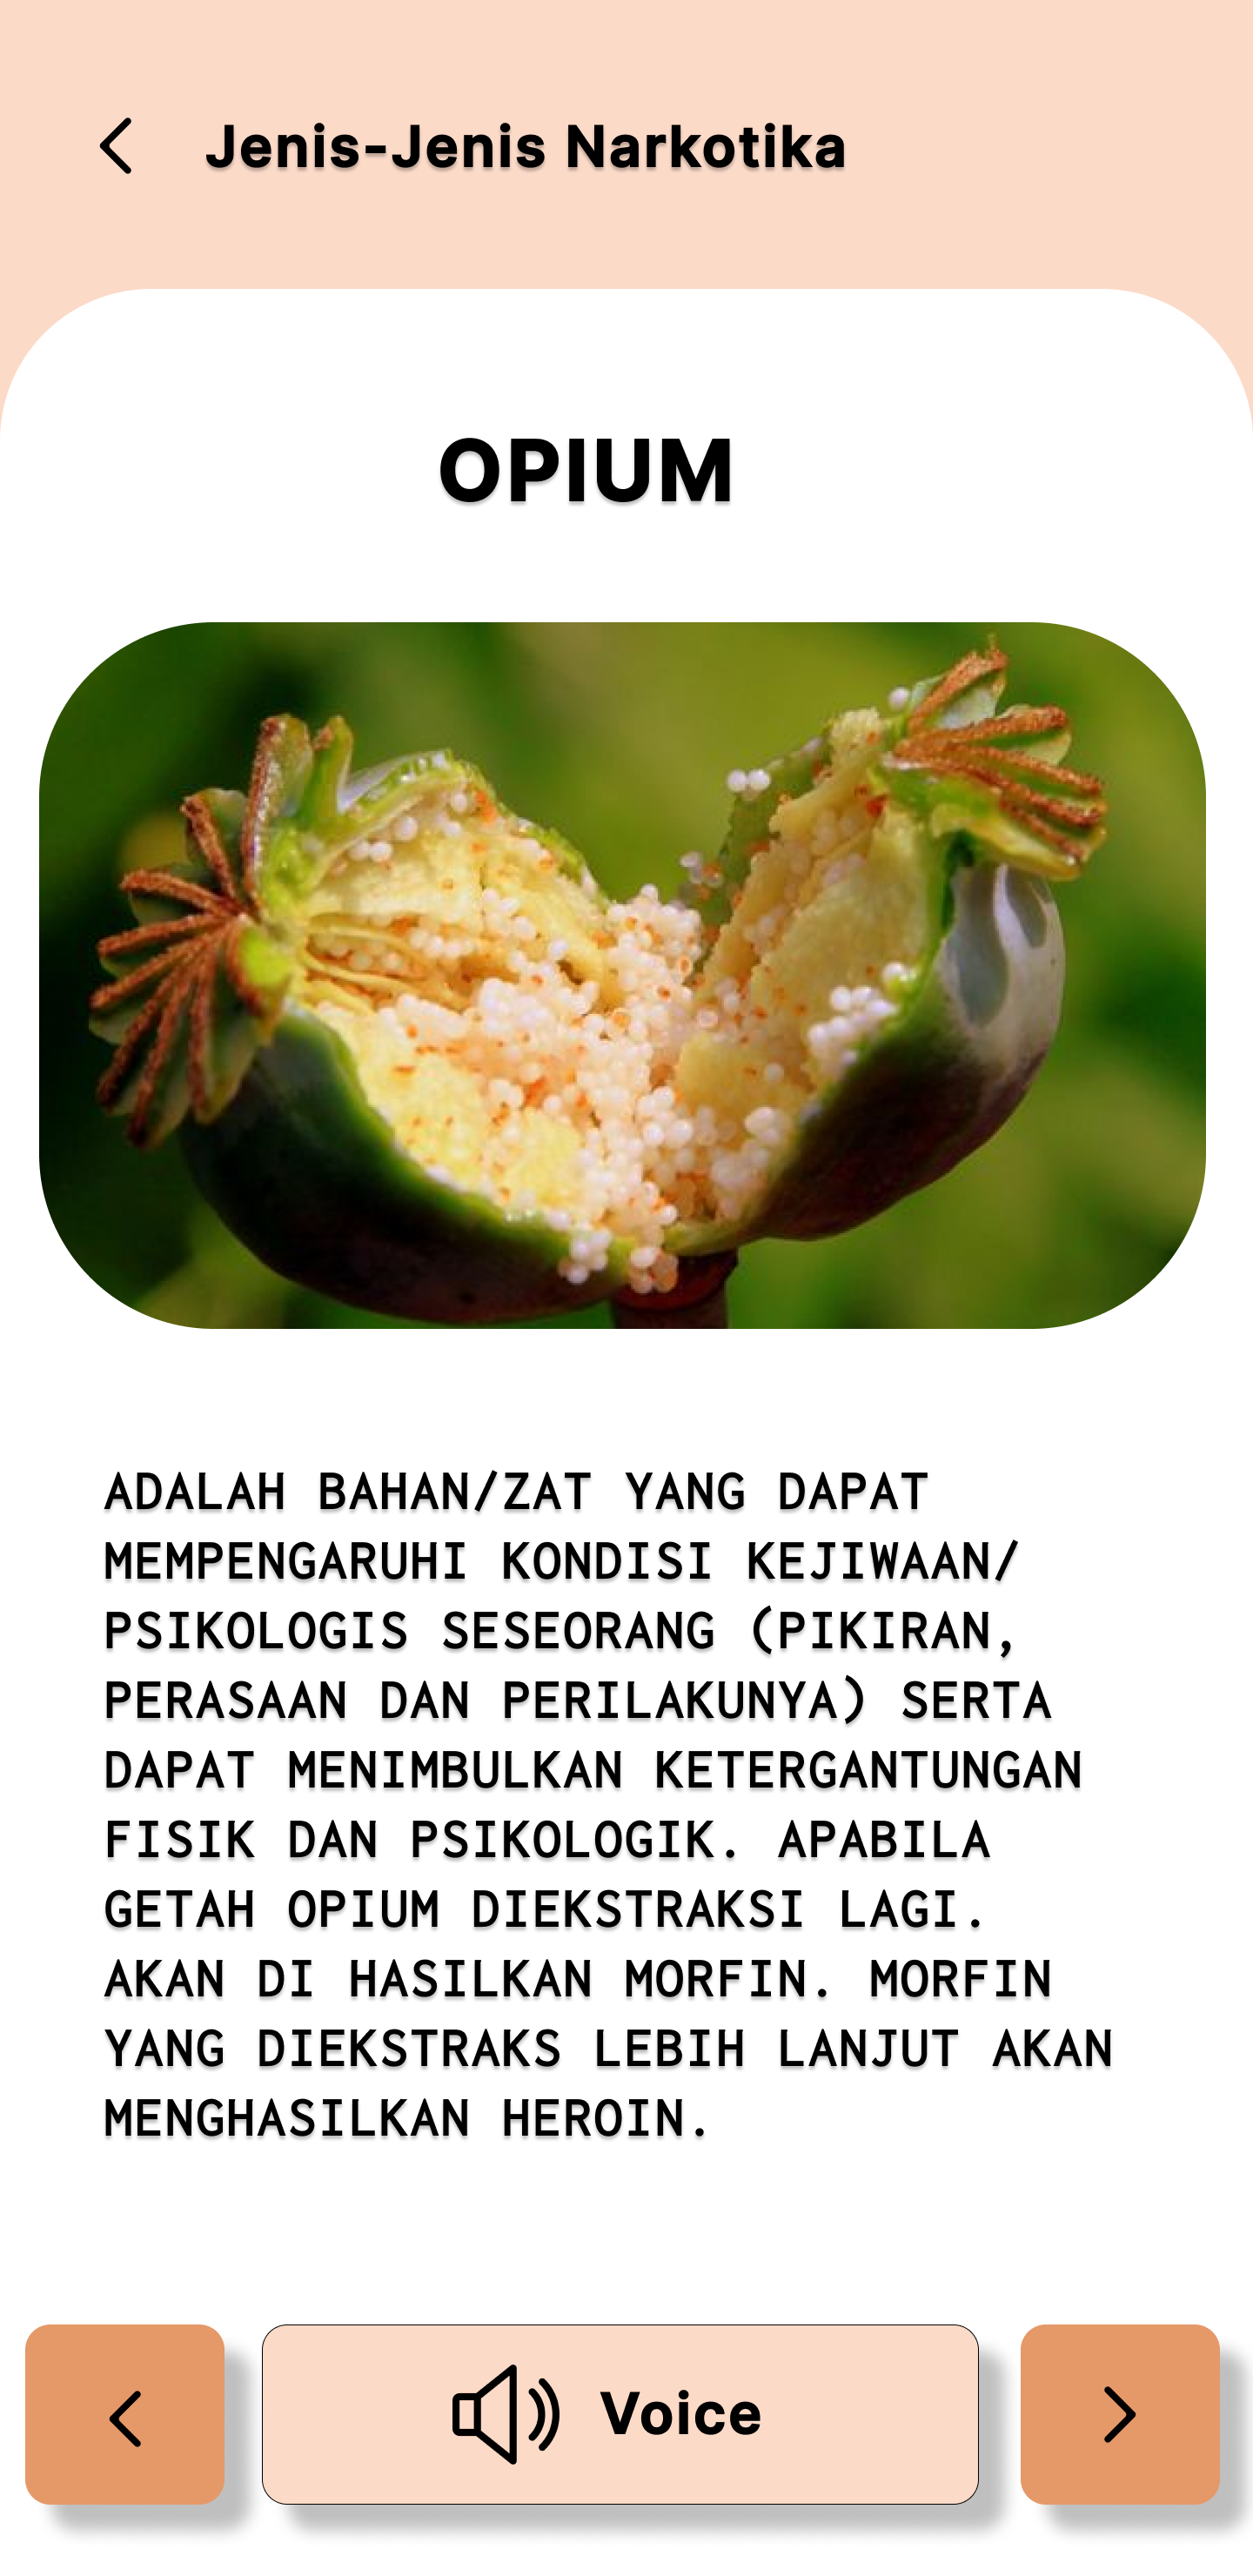 Jenis-Jenis Narkotika
OPIUM
ADALAH BAHAN/ZAT YANG DAPAT
MEMPENGARUHI KONDISI KEJIWAAN/
PSIKOLOGIS SESEORANG (PIKIRAN,
PERASAAN DAN PERILAKUNYA) SERTA
DAPAT MENIMBULKAN KETERGANTUNGAN
FISIK DAN PSIKOLOGIK. APABILA
GETAH OPIUM DIEKSTRAKSI LAGI.
AKAN DI HASILKAN MORFIN. MORFIN
YANG DIEKSTRAKS LEBIH LANJUT AKAN
MENGHASILKAN HEROIN.
Voice